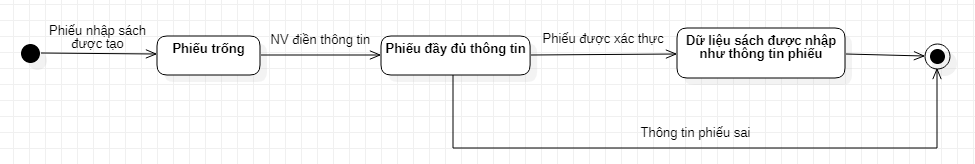 Phiếu nhập sách
được tạo
Phiếu trống
NV điền thông tin
Phiếu đầy đủ thông tin
Phiếu được xác thực
Dữ liệu sách được nhập
như thông tin phiếu
Thông tin phiếu sai